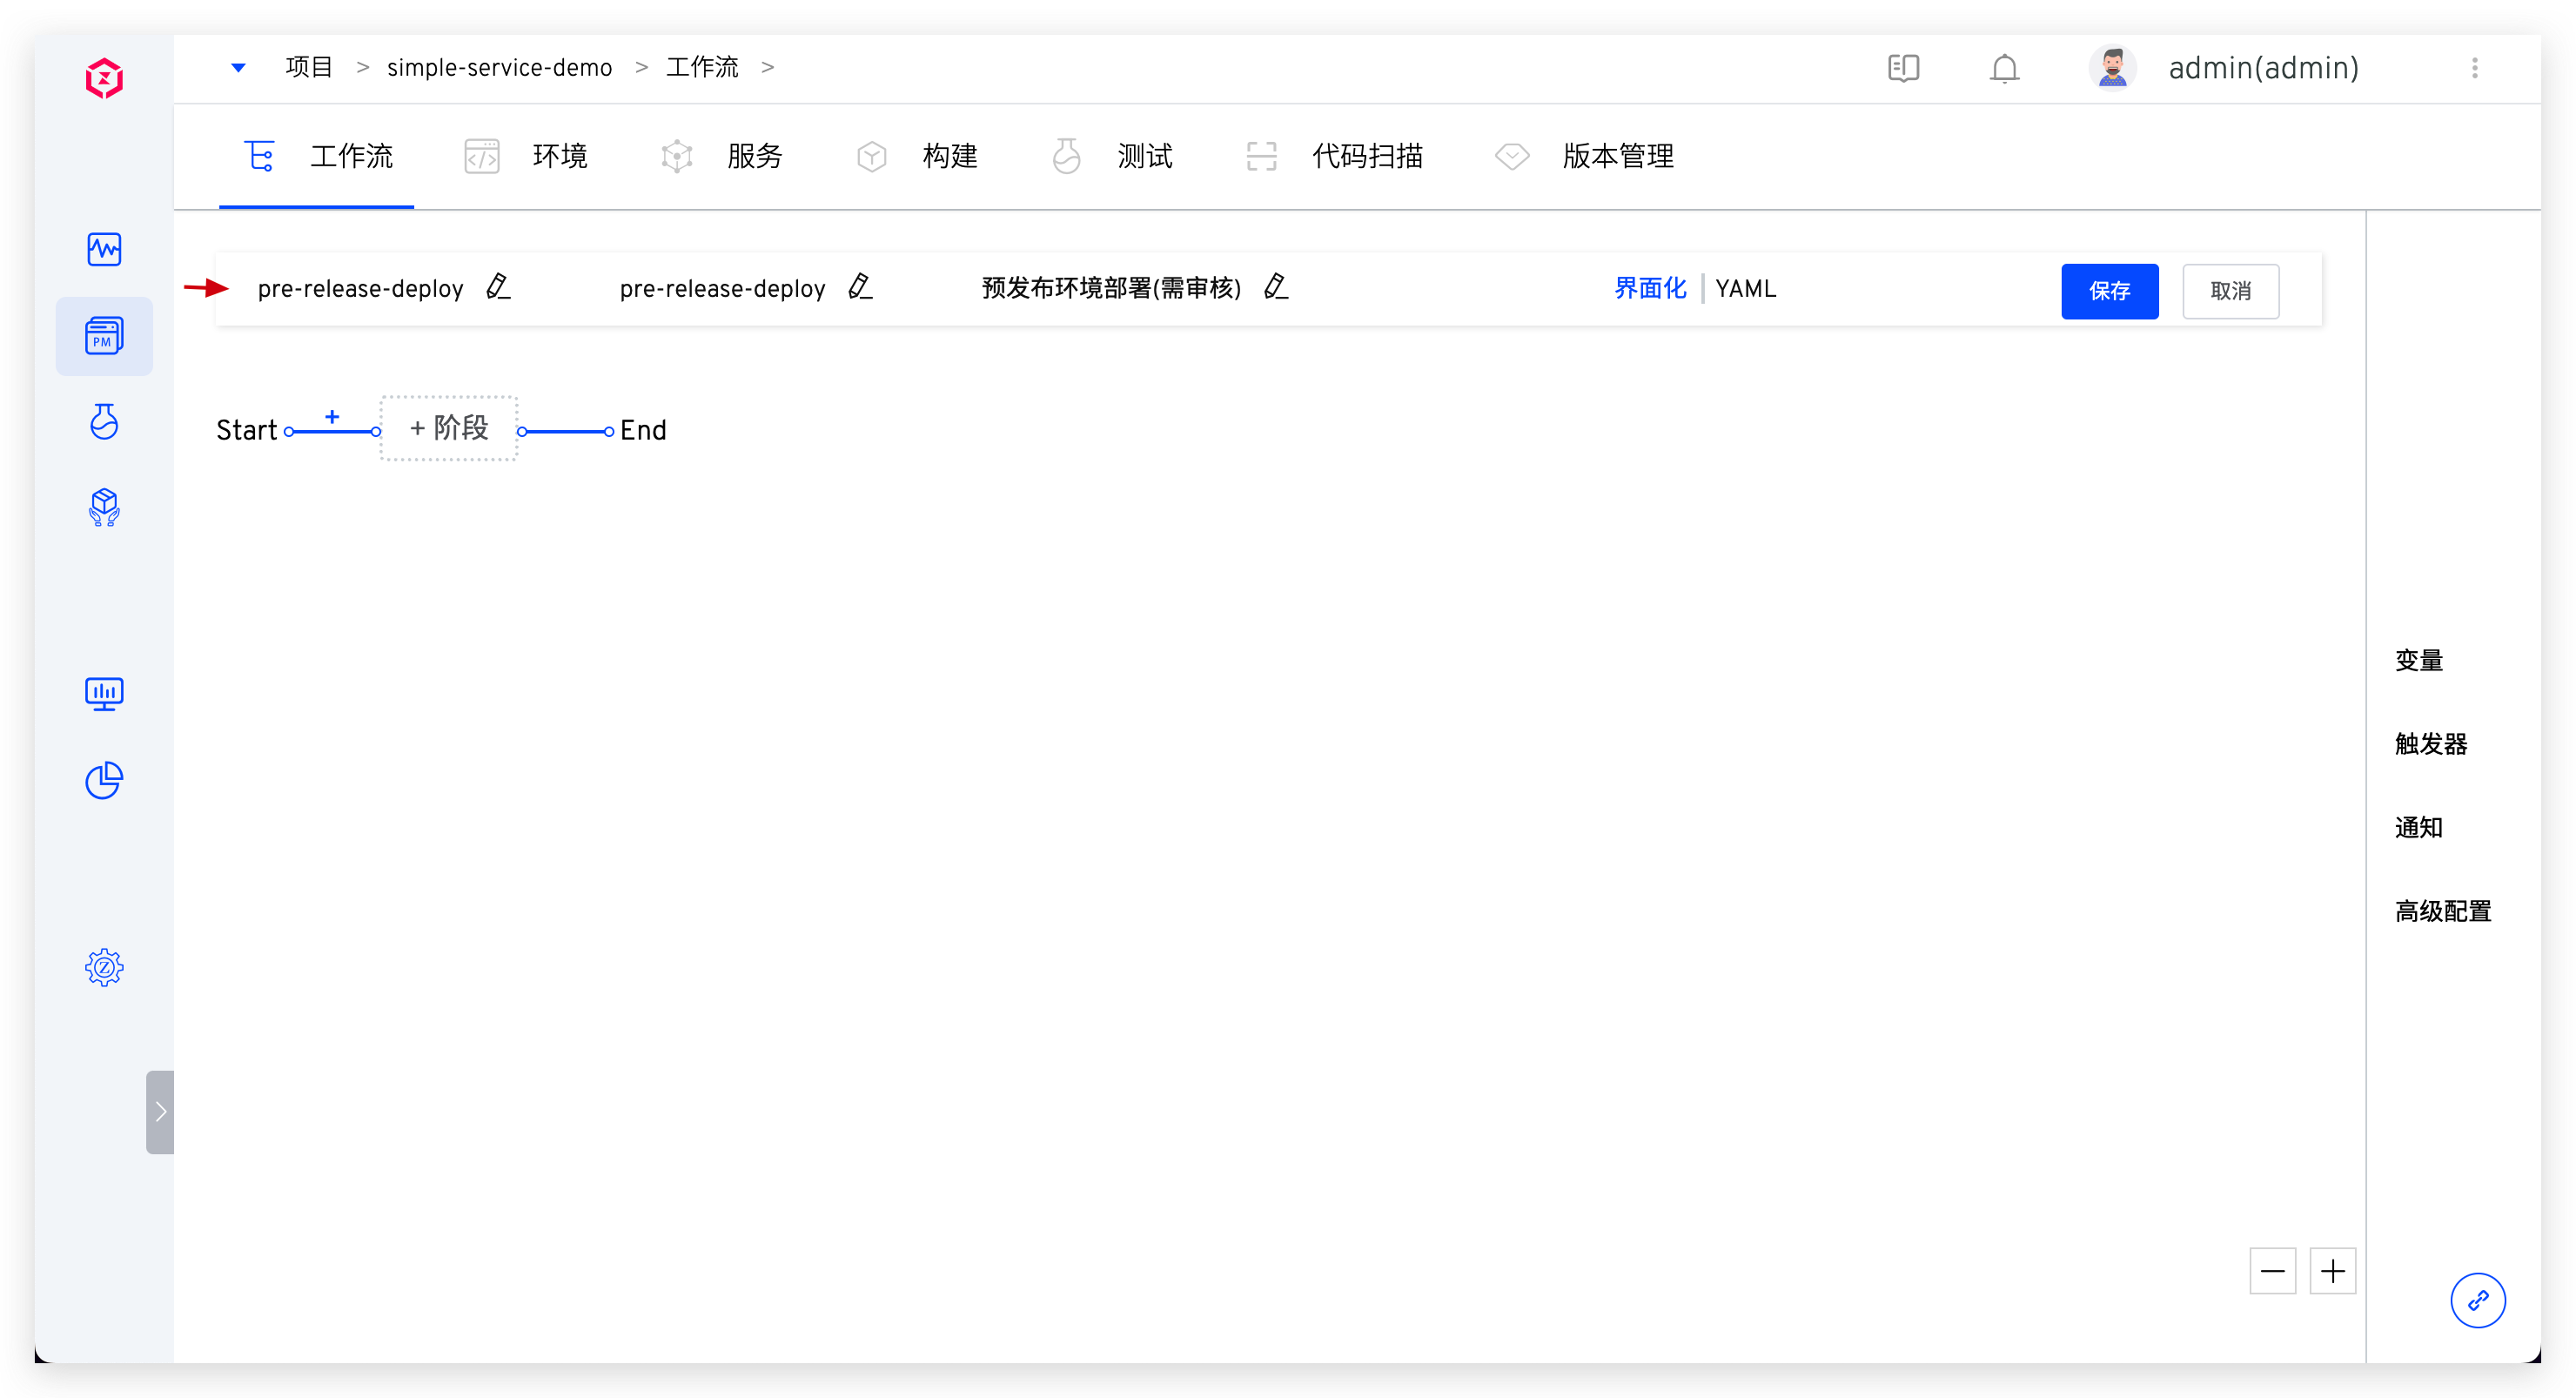 项目 > simple-service-demo > 工作流 >
admin(admin)
工作流 环境 服务 构建 测试 代码扫描 版本管理
PM
pre-release-deploy pre-release-deploy 预发布环境部署(需审核) 界面化 | YAML 保存 取消
Start + + 阶段 End
变量
触发器
通知
高级配置
Z